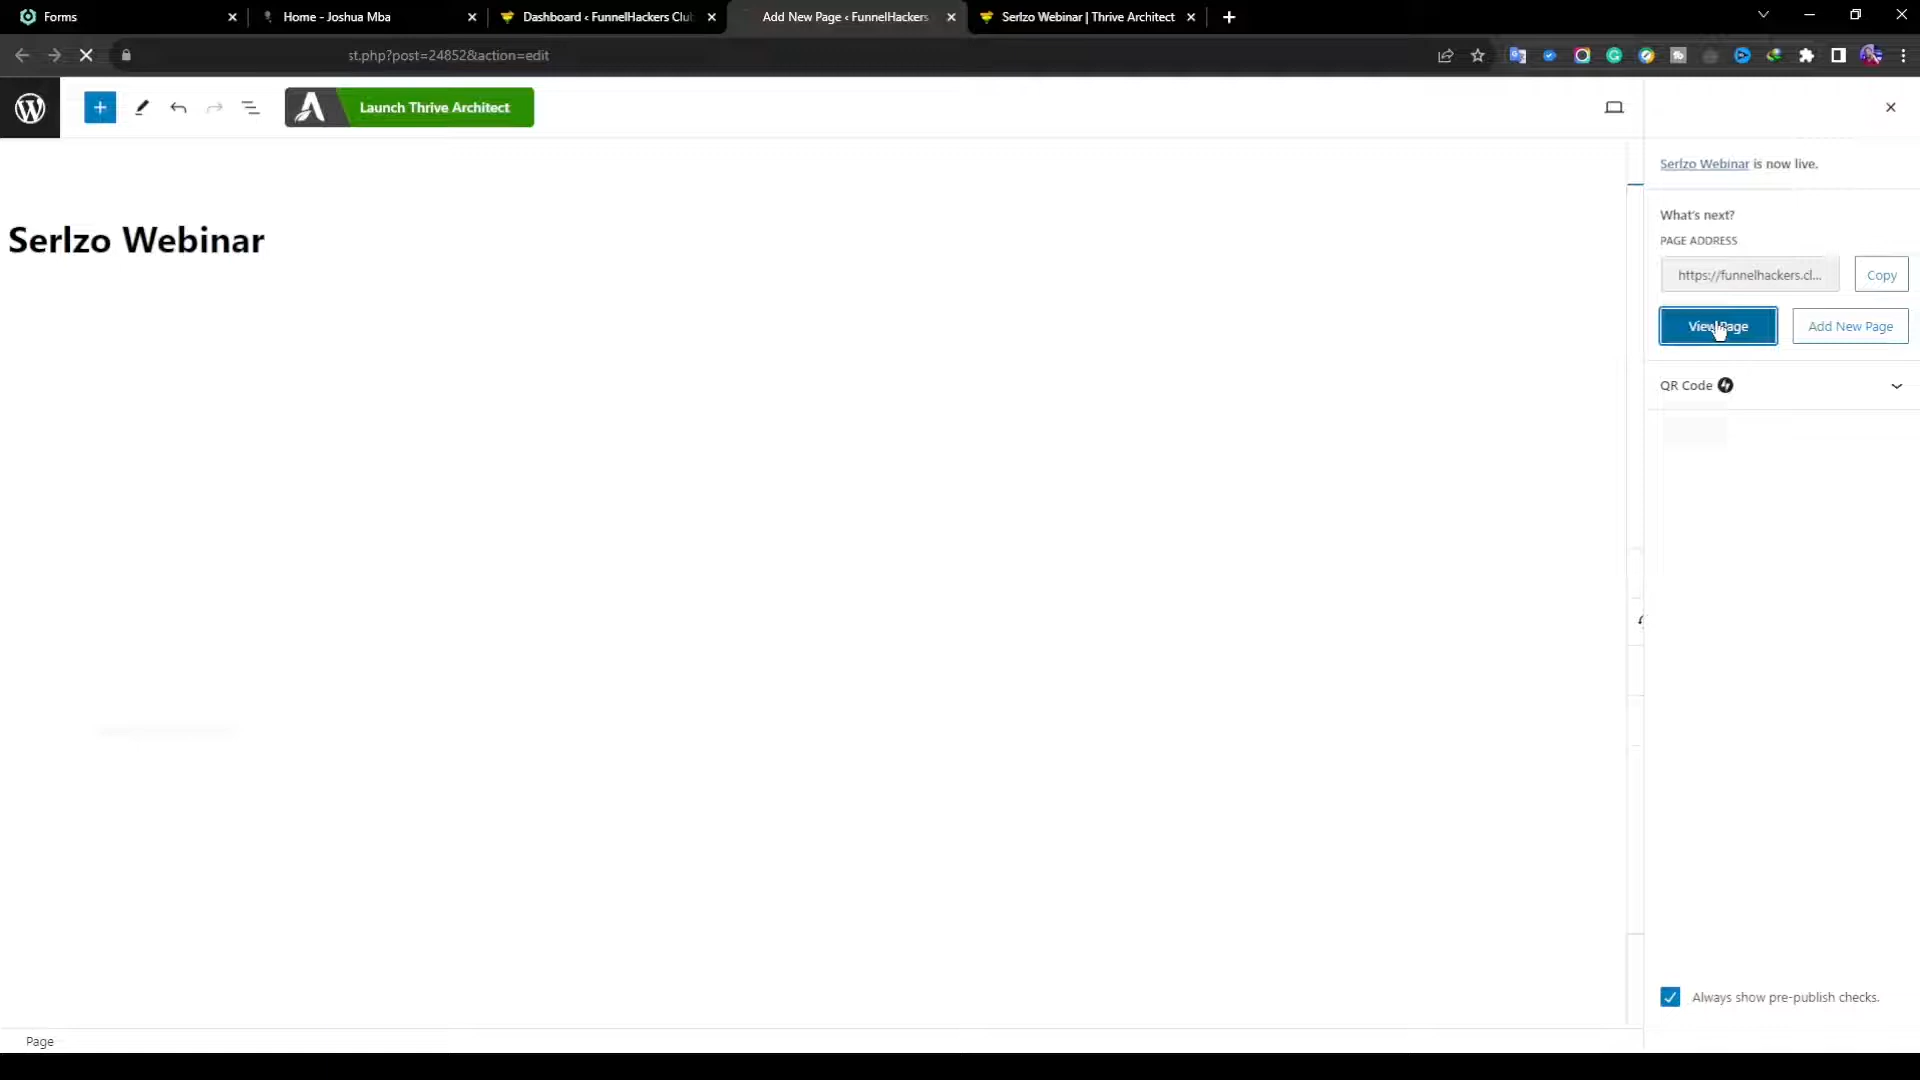 Forms
Home - Joshua Mba
Dashboard ‹ FunnelHackers Clu
Add New Page ‹ FunnelHackers
Serlzo Webinar | Thrive Architect
st.php?post=24852&action=edit
Launch Thrive Architect
Serlzo Webinar is now live.
Serlzo Webinar
What's next?
PAGE ADDRESS
https://funnelhackers.cl...
Copy
View Page
Add New Page
QR Code
Always show pre-publish checks.
Page